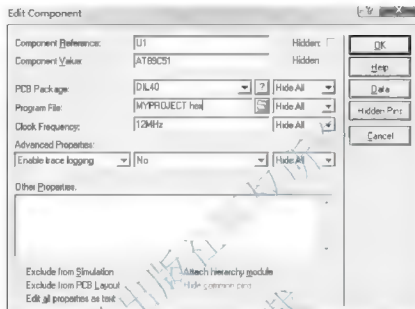 Edit Component
Component Reference: U1 Hidden:
Component Value: AT89C51 Hidden
PCB Package: DIL40 ? Hide All
Program File: MYPROJECT hex Hide All
Clock Frequency: 12MHz Hide All
Advanced Properties:
Enable trace logging No Hide All
Other Properties.
Exclude from Simulation Attach hierarchy module
Exclude from PCB Layout Hide common pins
Edit all properties as text
OK
Help
Data
Hidden Pins
Cancel